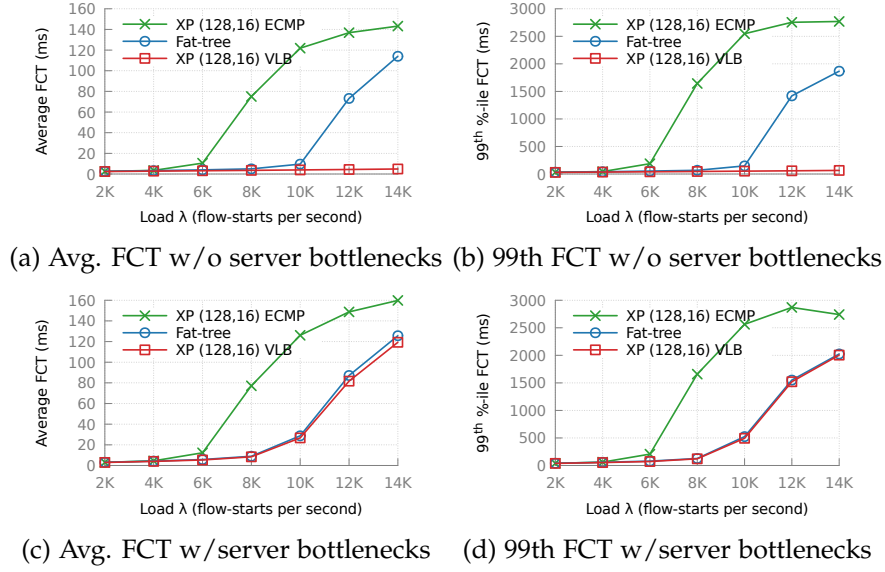 160
140
120
100
80
60
40
20
0
Average FCT (ms)
XP (128,16) ECMP
Fat-tree
XP (128,16) VLB
2K 4K 6K 8K 10K 12K 14K
Load λ (flow-starts per second)
3000
2500
2000
1500
1000
500
0
99th %-ile FCT (ms)
XP (128,16) ECMP
Fat-tree
XP (128,16) VLB
2K 4K 6K 8K 10K 12K 14K
Load λ (flow-starts per second)
(a) Avg. FCT w/o server bottlenecks (b) 99th FCT w/o server bottlenecks
160
140
120
100
80
60
40
20
0
Average FCT (ms)
XP (128,16) ECMP
Fat-tree
XP (128,16) VLB
2K 4K 6K 8K 10K 12K 14K
Load λ (flow-starts per second)
3000
2500
2000
1500
1000
500
0
99th %-ile FCT (ms)
XP (128,16) ECMP
Fat-tree
XP (128,16) VLB
2K 4K 6K 8K 10K 12K 14K
Load λ (flow-starts per second)
(c) Avg. FCT w/server bottlenecks (d) 99th FCT w/server bottlenecks